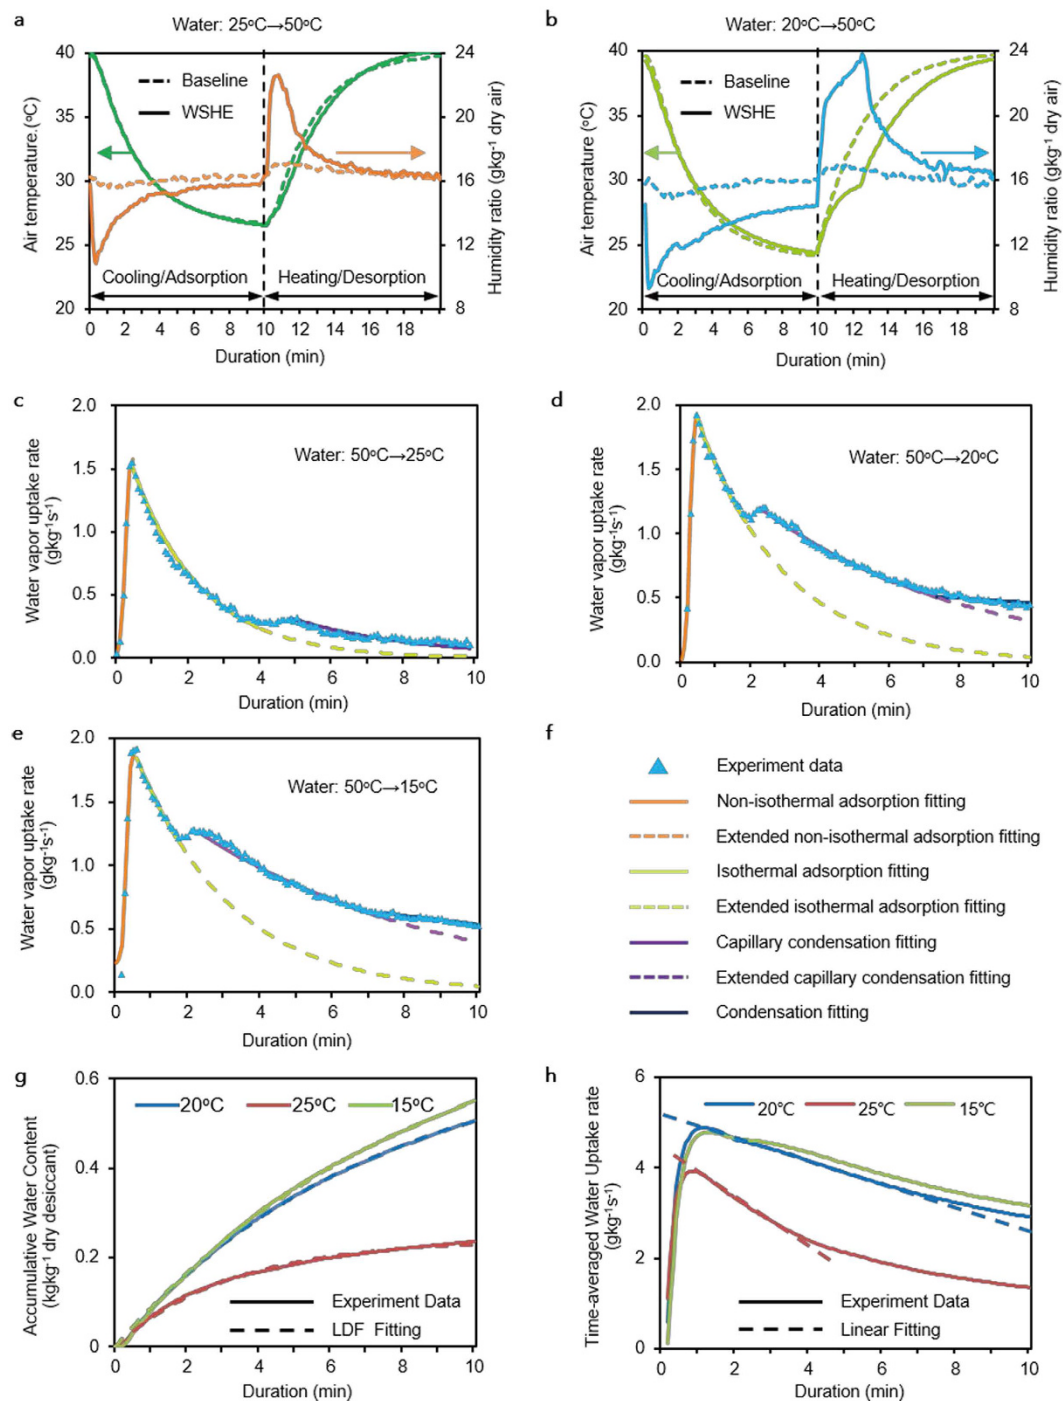 a
Water: 25°C→50°C
40
35
30
25
20
Air temperature.(°C)
Baseline
WSHE
Cooling/Adsorption
Heating/Desorption
24
20
16
12
8
Humidity ratio (gkg⁻¹ dry air)
0 2 4 6 8 10 12 14 16 18
Duration (min)
b
Water: 20°C→50°C
40
35
30
25
20
Air temperature (°C)
Baseline
WSHE
Cooling/Adsorption
Heating/Desorption
24
20
16
12
8
Humidity ratio (gkg⁻¹ dry air)
0 2 4 6 8 10 12 14 16 18
Duration (min)
c
2.0
1.5
1.0
0.5
0.0
Water vapor uptake rate
(gkg⁻¹s⁻¹)
Water: 50°C→25°C
0 2 4 6 8 10
Duration (min)
d
2.0
1.5
1.0
0.5
0.0
Water vapor uptake rate
(gkg⁻¹s⁻¹)
Water: 50°C→20°C
0 2 4 6 8 10
Duration (min)
e
2.0
1.5
1.0
0.5
0.0
Water vapor uptake rate
(gkg⁻¹s⁻¹)
Water: 50°C→15°C
0 2 4 6 8 10
Duration (min)
f
Experiment data
Non-isothermal adsorption fitting
Extended non-isothermal adsorption fitting
Isothermal adsorption fitting
Extended isothermal adsorption fitting
Capillary condensation fitting
Extended capillary condensation fitting
Condensation fitting
g
0.6
0.4
0.2
0
Accumulative Water Content
(kgkg⁻¹ dry desiccant)
20°C 25°C 15°C
Experiment Data
LDF Fitting
0 2 4 6 8 10
Duration (min)
h
6
4
2
0
Time-averaged Water Uptake rate
(gkg⁻¹s⁻¹)
20°C 25°C 15°C
Experiment Data
Linear Fitting
0 2 4 6 8 10
Duration (min)